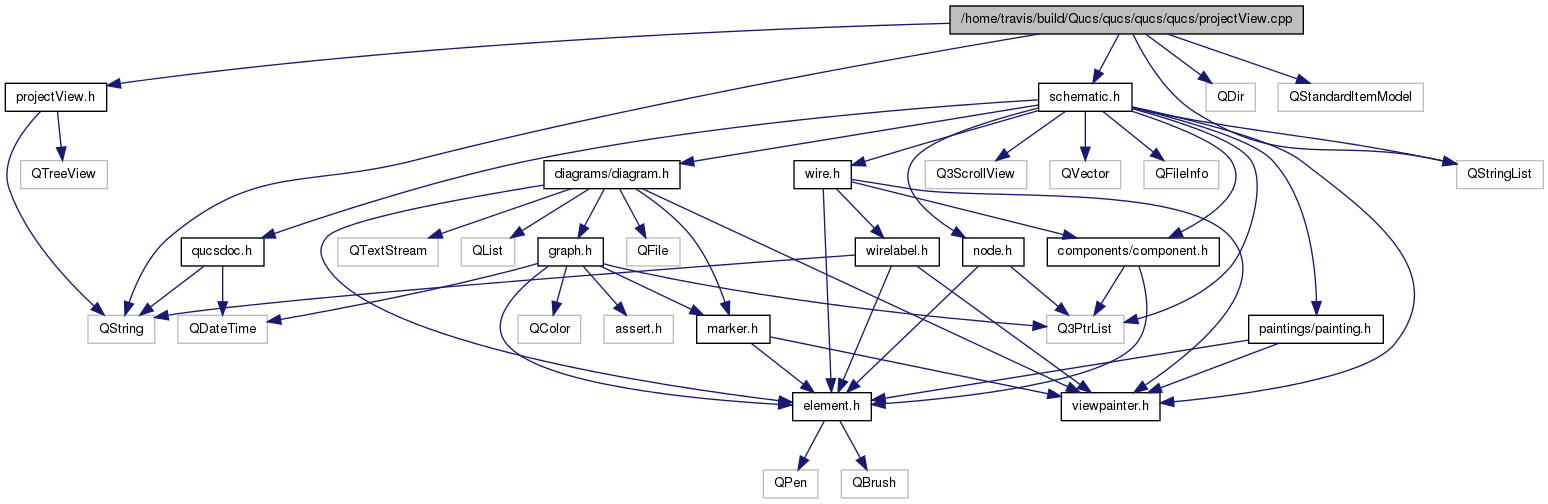 /home/travis/build/Qucs/qucs/qucs/qucs/projectView.cpp
projectView.h
schematic.h
QDir
QStandardItemModel
QTreeView
diagrams/diagram.h
wire.h
Q3ScrollView
QVector
QFileInfo
QStringList
qucsdoc.h
QTextStream
QList
graph.h
QFile
wirelabel.h
node.h
components/component.h
QString
QDateTime
QColor
assert.h
marker.h
Q3PtrList
paintings/painting.h
element.h
viewpainter.h
QPen
QBrush